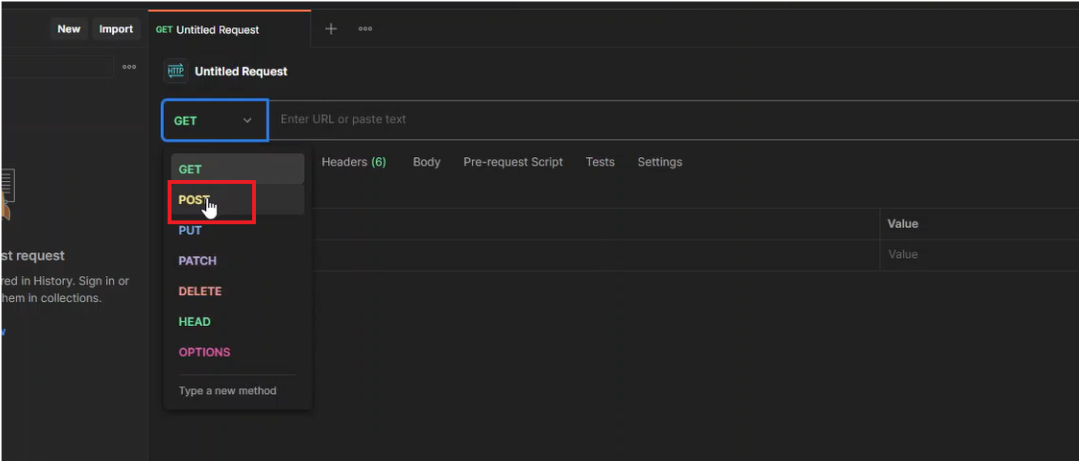 New Import GET Untitled Request
HTTP Untitled Request
GET Enter URL or paste text
Headers (6) Body Pre-request Script Tests Settings
GET
POST
PUT
PATCH
DELETE
HEAD
OPTIONS
Type a new method
Value
Value
st request
red in History. Sign in or
hem in collections.